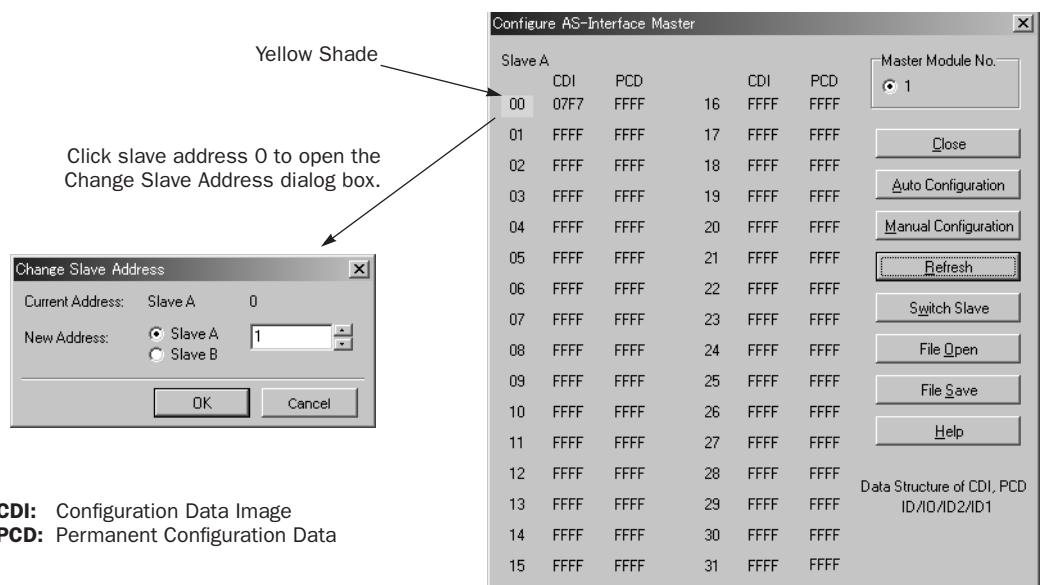 Yellow Shade
Click slave address 0 to open the
Change Slave Address dialog box.
Change Slave Address
Current Address: Slave A 0
New Address: Slave A 1
Slave B
OK Cancel
CDI: Configuration Data Image
PCD: Permanent Configuration Data
Configure AS-Interface Master
Slave A
CDI PCD CDI PCD
00 07F7 FFFF 16 FFFF FFFF
01 FFFF FFFF 17 FFFF FFFF
02 FFFF FFFF 18 FFFF FFFF
03 FFFF FFFF 19 FFFF FFFF
04 FFFF FFFF 20 FFFF FFFF
05 FFFF FFFF 21 FFFF FFFF
06 FFFF FFFF 22 FFFF FFFF
07 FFFF FFFF 23 FFFF FFFF
08 FFFF FFFF 24 FFFF FFFF
09 FFFF FFFF 25 FFFF FFFF
10 FFFF FFFF 26 FFFF FFFF
11 FFFF FFFF 27 FFFF FFFF
12 FFFF FFFF 28 FFFF FFFF
13 FFFF FFFF 29 FFFF FFFF
14 FFFF FFFF 30 FFFF FFFF
15 FFFF FFFF 31 FFFF FFFF
Master Module No.
1
Close
Auto Configuration
Manual Configuration
Refresh
Switch Slave
File Open
File Save
Help
Data Structure of CDI, PCD
ID/IO/ID2/ID1